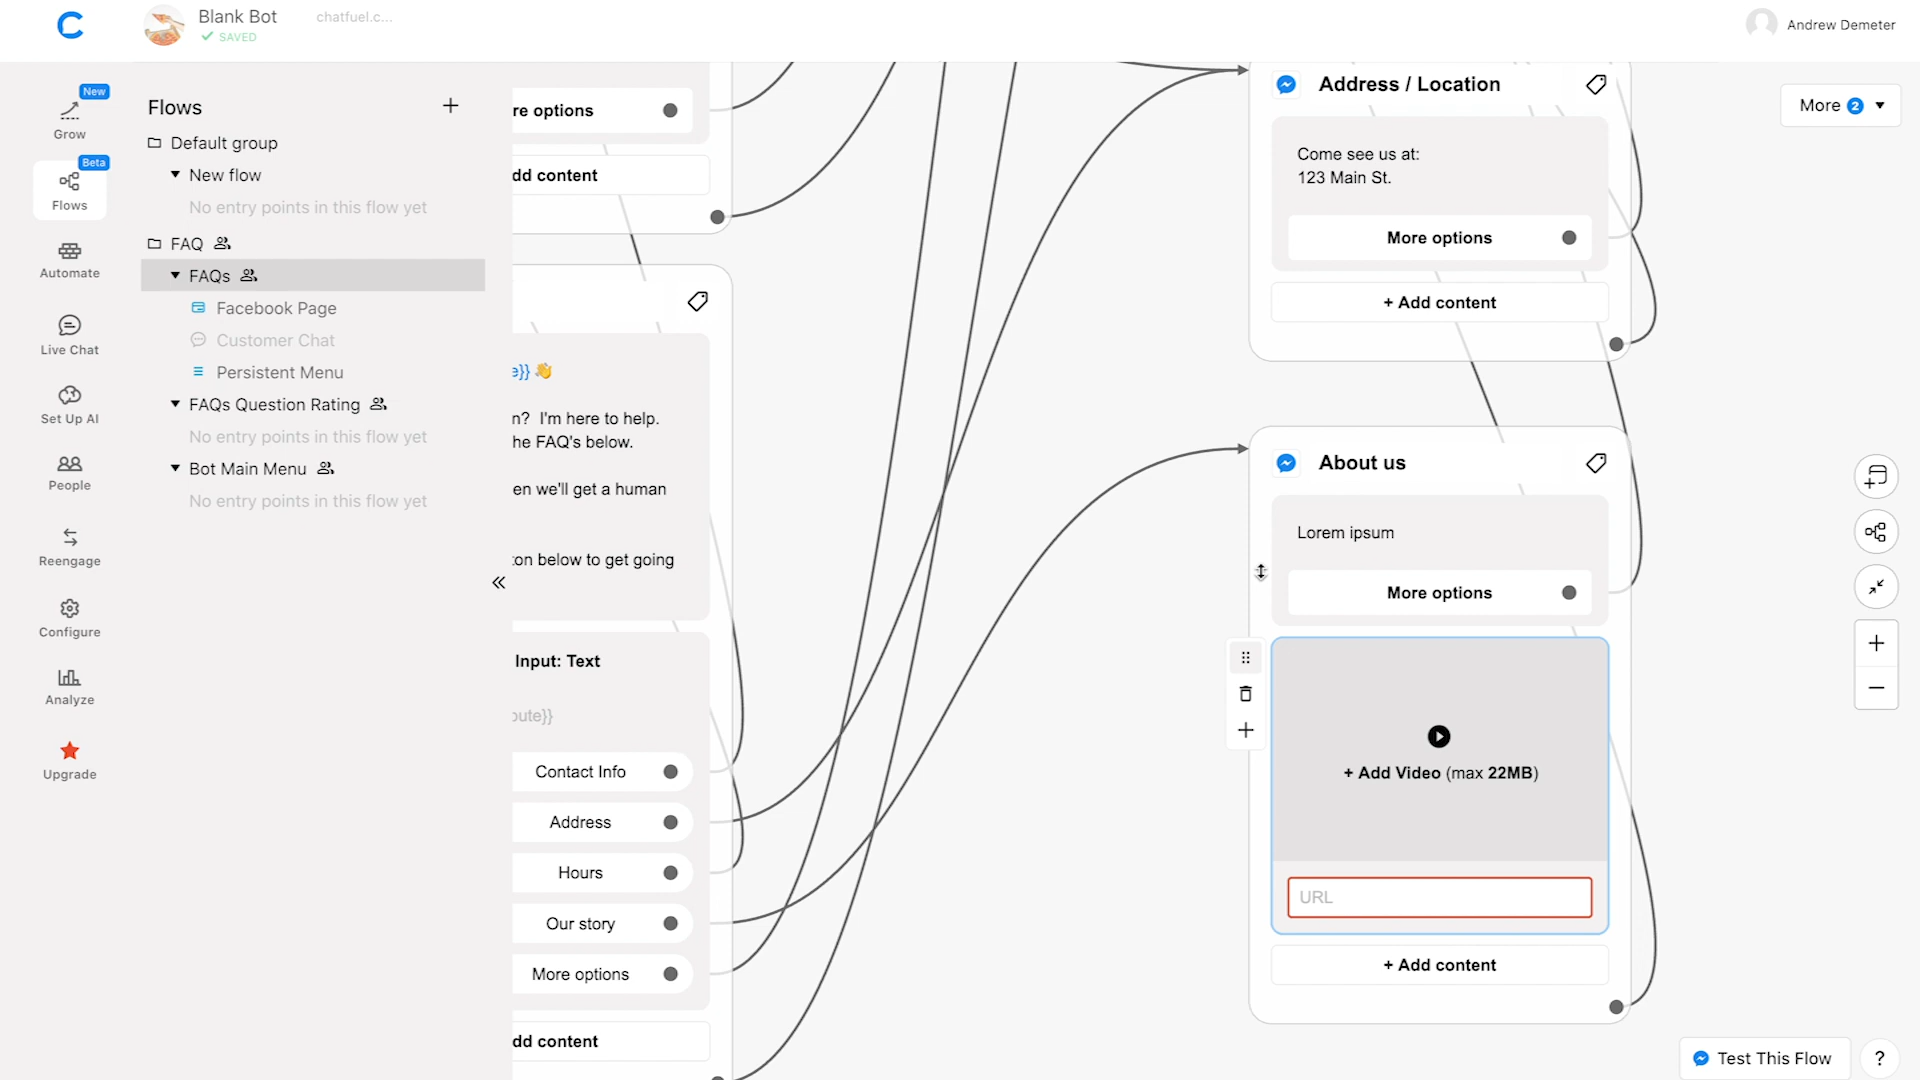 Blank Bot
SAVED
chatfuel.c...
Andrew Demeter
New
Grow
Beta
Flows
Automate
Live Chat
Set Up AI
People
Reengage
Configure
Analyze
Upgrade
Flows
Default group
New flow
No entry points in this flow yet
FAQ
FAQs
Facebook Page
Customer Chat
Persistent Menu
FAQs Question Rating
No entry points in this flow yet
Bot Main Menu
No entry points in this flow yet
re options
dd content
e}} 👋
n?  I'm here to help.
he FAQ's below.
en we'll get a human
on below to get going
Input: Text
oute}}
Contact Info
Address
Hours
Our story
More options
dd content
Address / Location
Come see us at:
123 Main St.
More options
+ Add content
About us
Lorem ipsum
More options
+ Add Video (max 22MB)
URL
+ Add content
More 2
Test This Flow
?